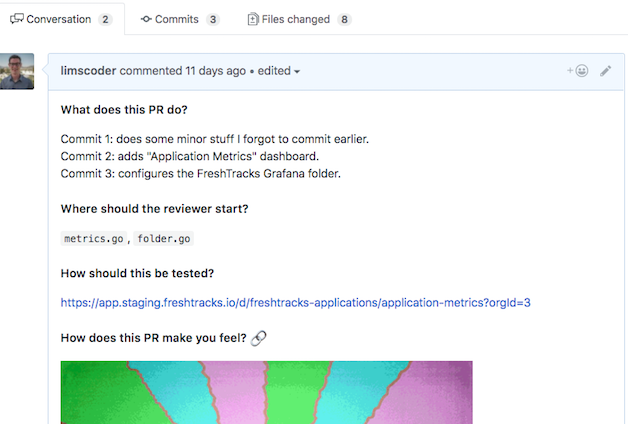 Conversation 2 Commits 3 Files changed 8
limscoder commented 11 days ago • edited
What does this PR do?
Commit 1: does some minor stuff I forgot to commit earlier.
Commit 2: adds "Application Metrics" dashboard.
Commit 3: configures the FreshTracks Grafana folder.
Where should the reviewer start?
metrics.go, folder.go
How should this be tested?
https://app.staging.freshtracks.io/d/freshtracks-applications/application-metrics?orgId=3
How does this PR make you feel?